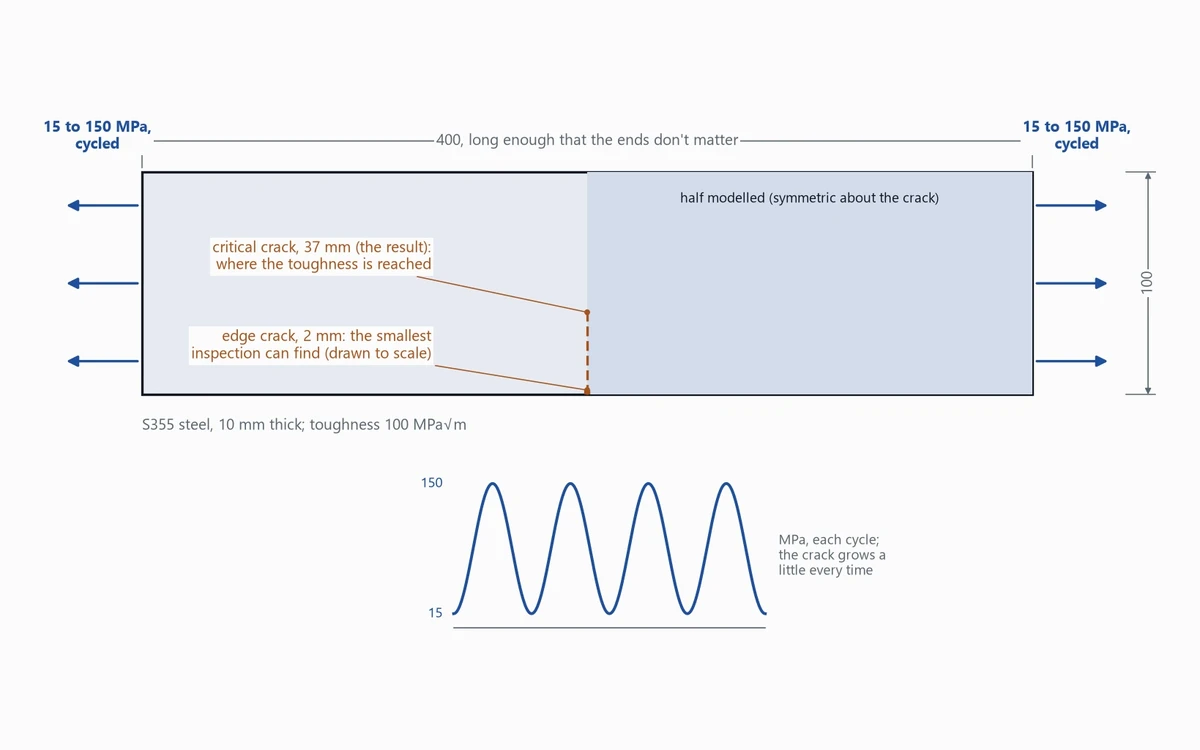 15 to 150 MPa,
cycled
400, long enough that the ends don't matter
15 to 150 MPa,
cycled
half modelled (symmetric about the crack)
critical crack, 37 mm (the result):
where the toughness is reached
100
edge crack, 2 mm: the smallest
inspection can find (drawn to scale)
S355 steel, 10 mm thick; toughness 100 MPa√m
150
MPa, each cycle;
the crack grows a
little every time
15